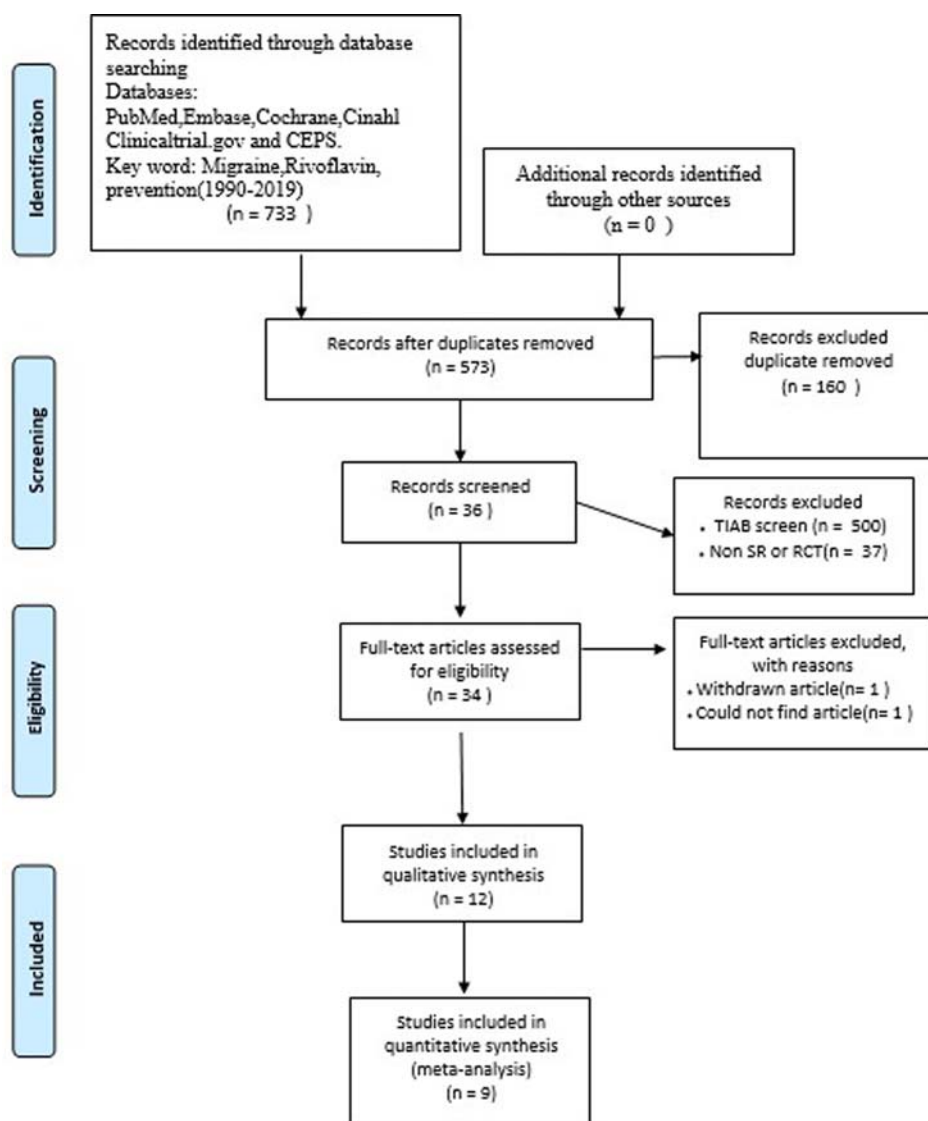 Identification
Records identified through database
searching
Databases:
PubMed,Embase,Cochrane,Cinahl
Clinicaltrial.gov and CEPS.
Key word: Migraine,Rivoflavin,
prevention(1990-2019)
(n = 733 )
Additional records identified
through other sources
(n = 0 )
Records after duplicates removed
(n = 573)
Records excluded
duplicate removed
(n = 160 )
Screening
Records screened
(n = 36 )
Records excluded
• TIAB screen (n = 500)
• Non SR or RCT(n = 37)
Eligibility
Full-text articles assessed
for eligibility
(n = 34 )
Full-text articles excluded,
with reasons
• Withdrawn article(n= 1 )
• Could not find article(n= 1 )
Included
Studies included in
qualitative synthesis
(n = 12)
Studies included in
quantitative synthesis
(meta-analysis)
(n = 9)